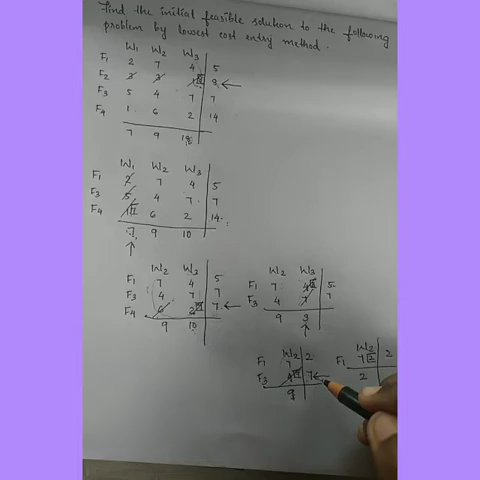 Find the initial feasible solution to the following
problem by lowest cost entry method.
W1 W2 W3
F1 2 7 4 5
F2 3 3 1 8
F3 5 4 7 7
F4 1 6 2 14
7 9 18
W1 W2 W3
F1 2 7 4 5
F3 5 4 7 7
F4 1 7 6 2 14
7 9 10
W2 W3
F1 7 4 5
F3 4 7 7
F4 6 2 7 7
9 10
W2 W3
F1 7 4 3 5
F3 4 7 7
9 3
W2
F1 7 2
F3 4 7 7
9
W2
F1 7 2 2
2